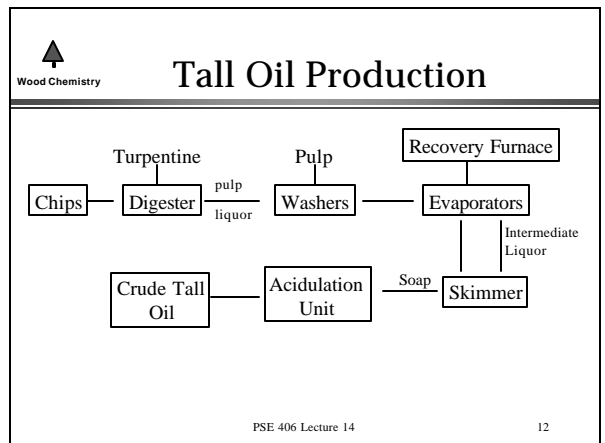 Wood Chemistry
Tall Oil Production
Recovery Furnace
Turpentine
Pulp
Chips
Digester
pulp
liquor
Washers
Evaporators
Intermediate
Liquor
Crude Tall
Oil
Acidulation
Unit
Soap
Skimmer
PSE 406 Lecture 14
12